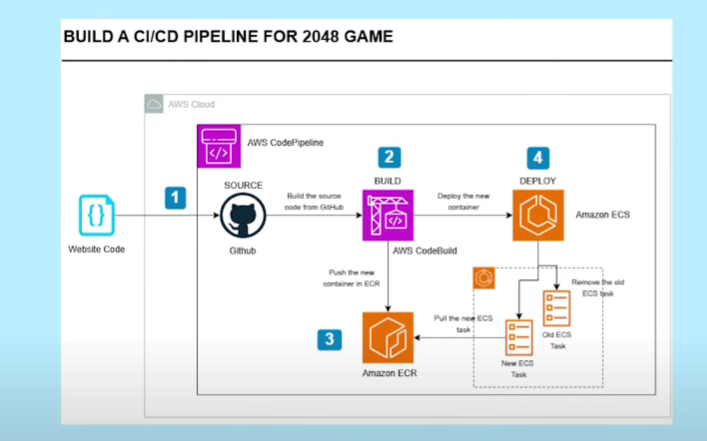 BUILD A CI/CD PIPELINE FOR 2048 GAME
AWS Cloud
AWS CodePipeline
2
4
SOURCE
BUILD
DEPLOY
1
Build the source
code from GitHub
Deploy the new
container
Amazon ECS
Website Code
Github
AWS CodeBuild
Push the new
container in ECR
Remove the old
ECS task
Pull the new ECS
task
3
Old ECS
Task
New ECS
Task
Amazon ECR